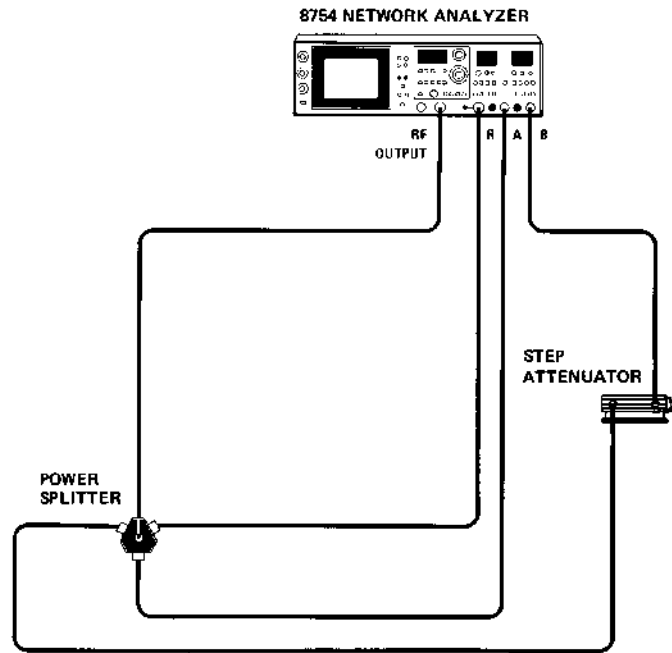 8754 NETWORK ANALYZER
RF
OUTPUT
R
A
B
STEP
ATTENUATOR
POWER
SPLITTER